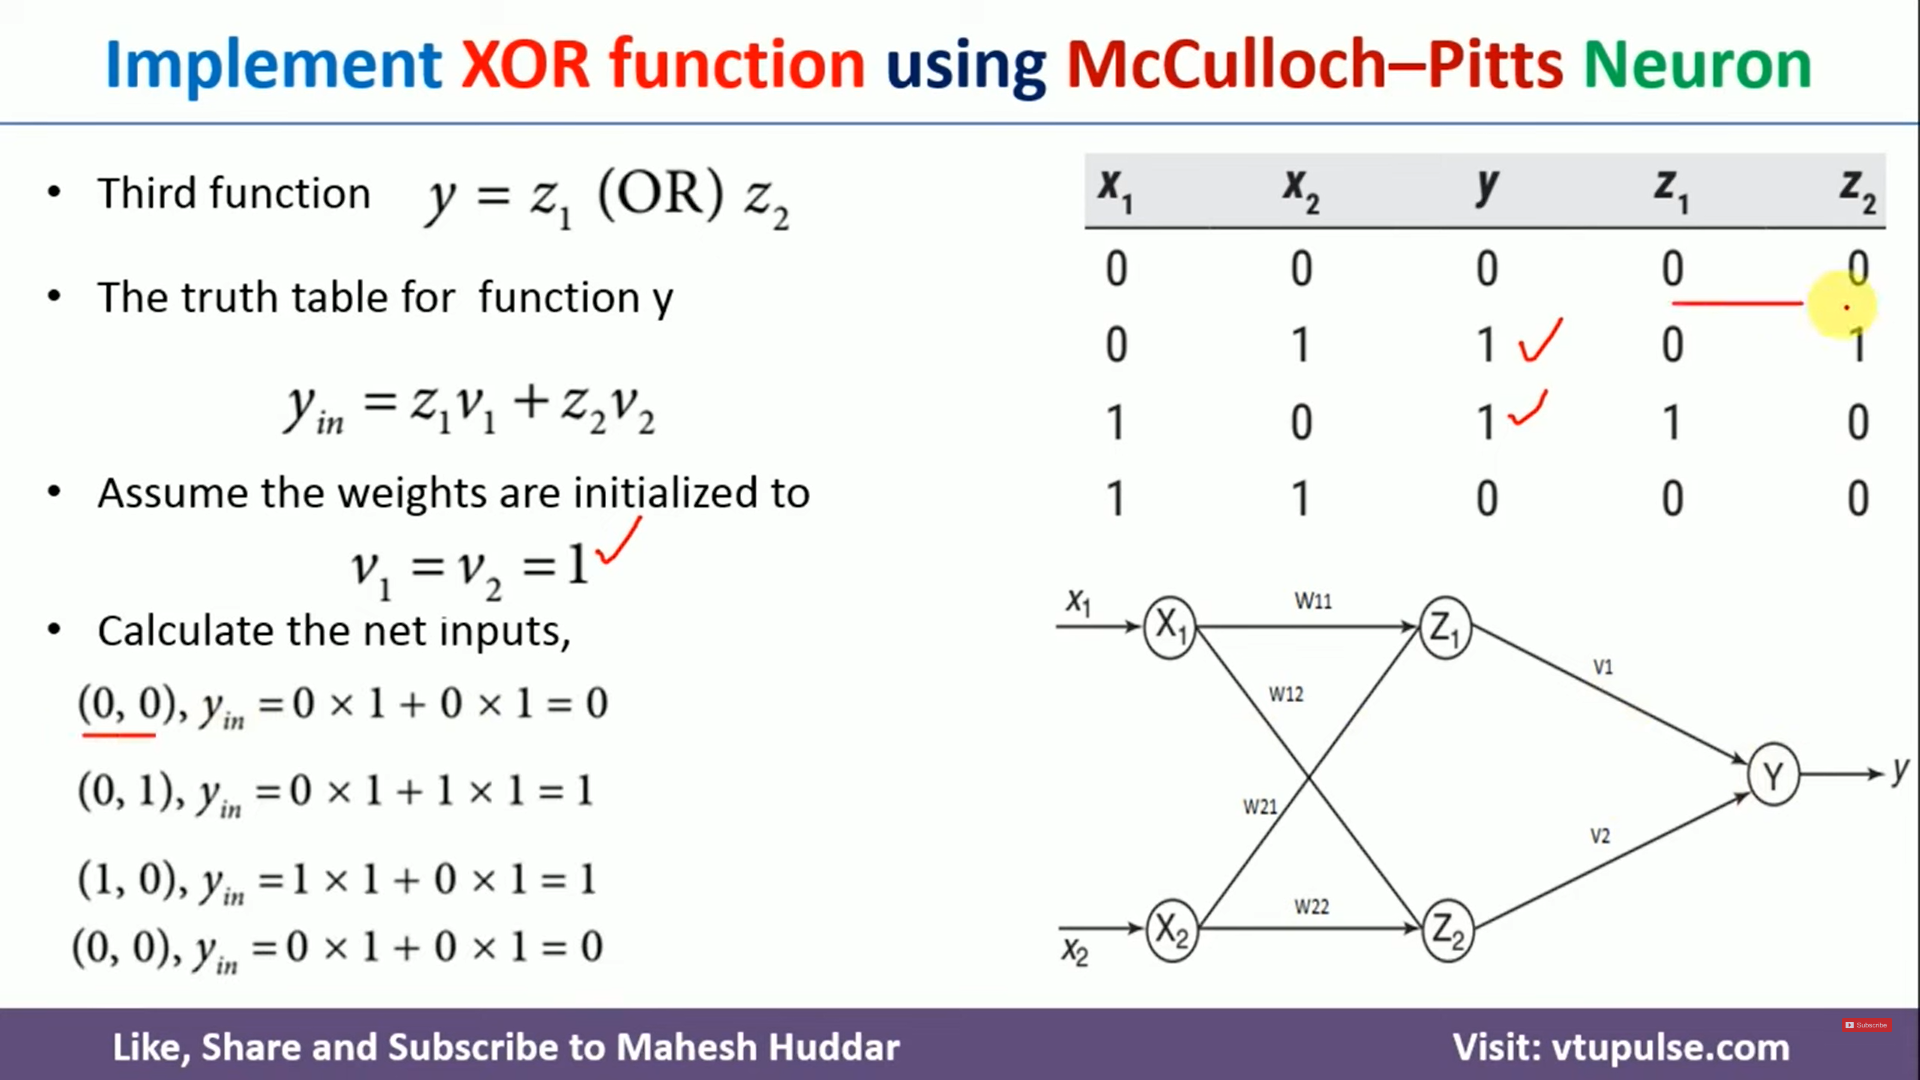 Implement XOR function using McCulloch–Pitts Neuron
• Third function y = z₁ (OR) z₂
• The truth table for function y
yᵢₙ = z₁v₁ + z₂v₂
• Assume the weights are initialized to
v₁ = v₂ = 1
• Calculate the net inputs,
(0, 0), yᵢₙ = 0 × 1 + 0 × 1 = 0
(0, 1), yᵢₙ = 0 × 1 + 1 × 1 = 1
(1, 0), yᵢₙ = 1 × 1 + 0 × 1 = 1
(0, 0), yᵢₙ = 0 × 1 + 0 × 1 = 0
x₁ x₂ y z₁ z₂
0 0 0 0 0
0 1 1 0 1
1 0 1 1 0
1 1 0 0 0
x₁ X₁ W11 Z₁
V1
W12
Y y
W21
V2
W22
x₂ X₂ Z₂
Like, Share and Subscribe to Mahesh Huddar
Visit: vtupulse.com
Subscribe